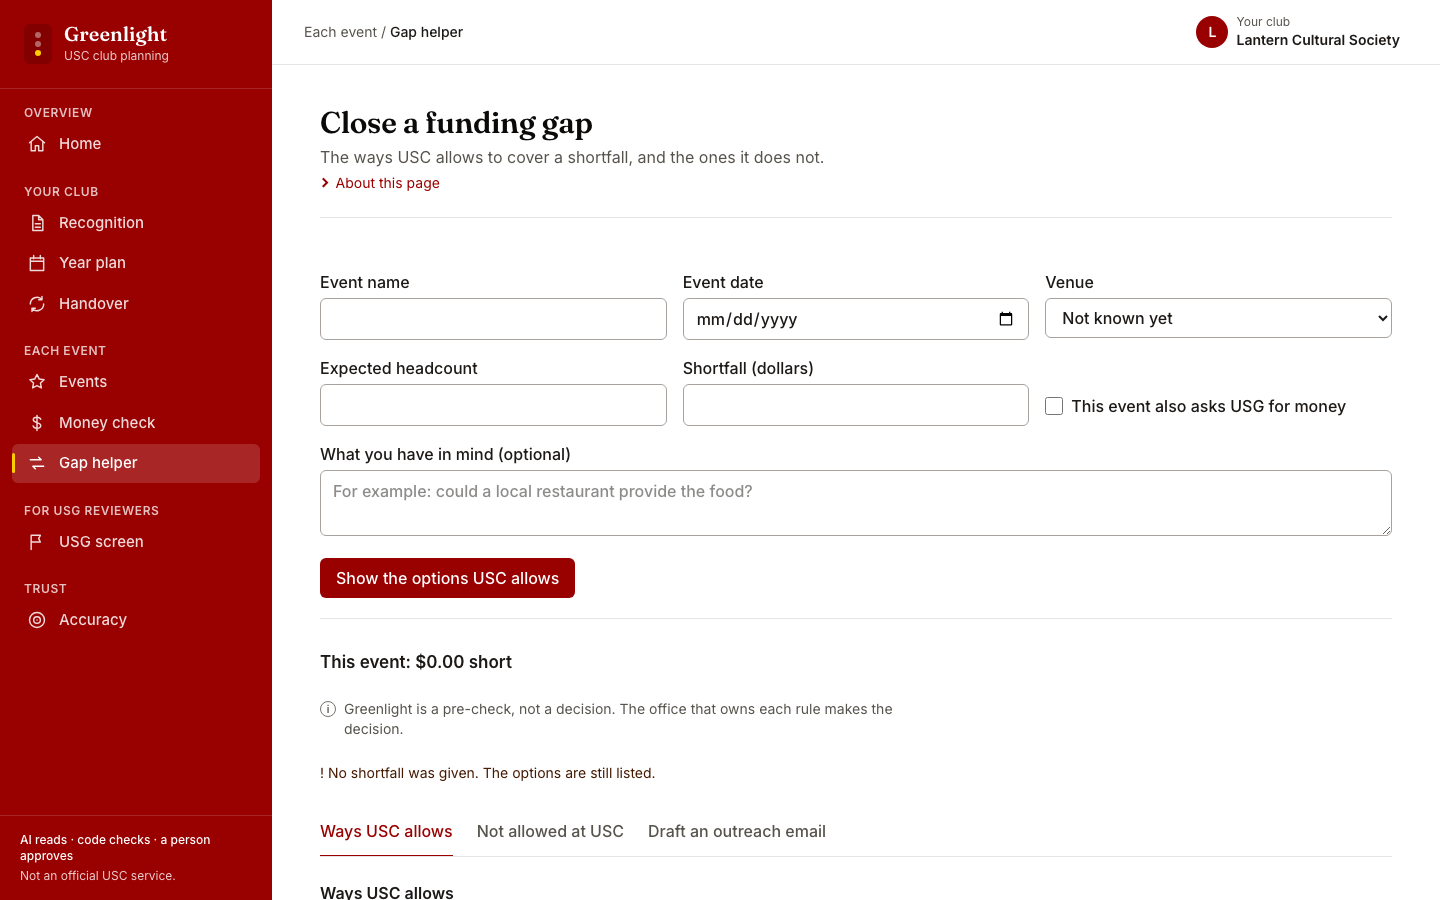 Greenlight
USC club planning
OVERVIEW
Home
YOUR CLUB
Recognition
Year plan
Handover
EACH EVENT
Events
Money check
Gap helper
FOR USG REVIEWERS
USG screen
TRUST
Accuracy
AI reads · code checks · a person
approves
Not an official USC service.
Each event / Gap helper
L
Your club
Lantern Cultural Society
Close a funding gap
The ways USC allows to cover a shortfall, and the ones it does not.
About this page
Event name
Event date
Venue
mm/dd/yyyy
Not known yet
Expected headcount
Shortfall (dollars)
This event also asks USG for money
What you have in mind (optional)
For example: could a local restaurant provide the food?
Show the options USC allows
This event: $0.00 short
Greenlight is a pre-check, not a decision. The office that owns each rule makes the
decision.
! No shortfall was given. The options are still listed.
Ways USC allows
Not allowed at USC
Draft an outreach email
Ways USC allows